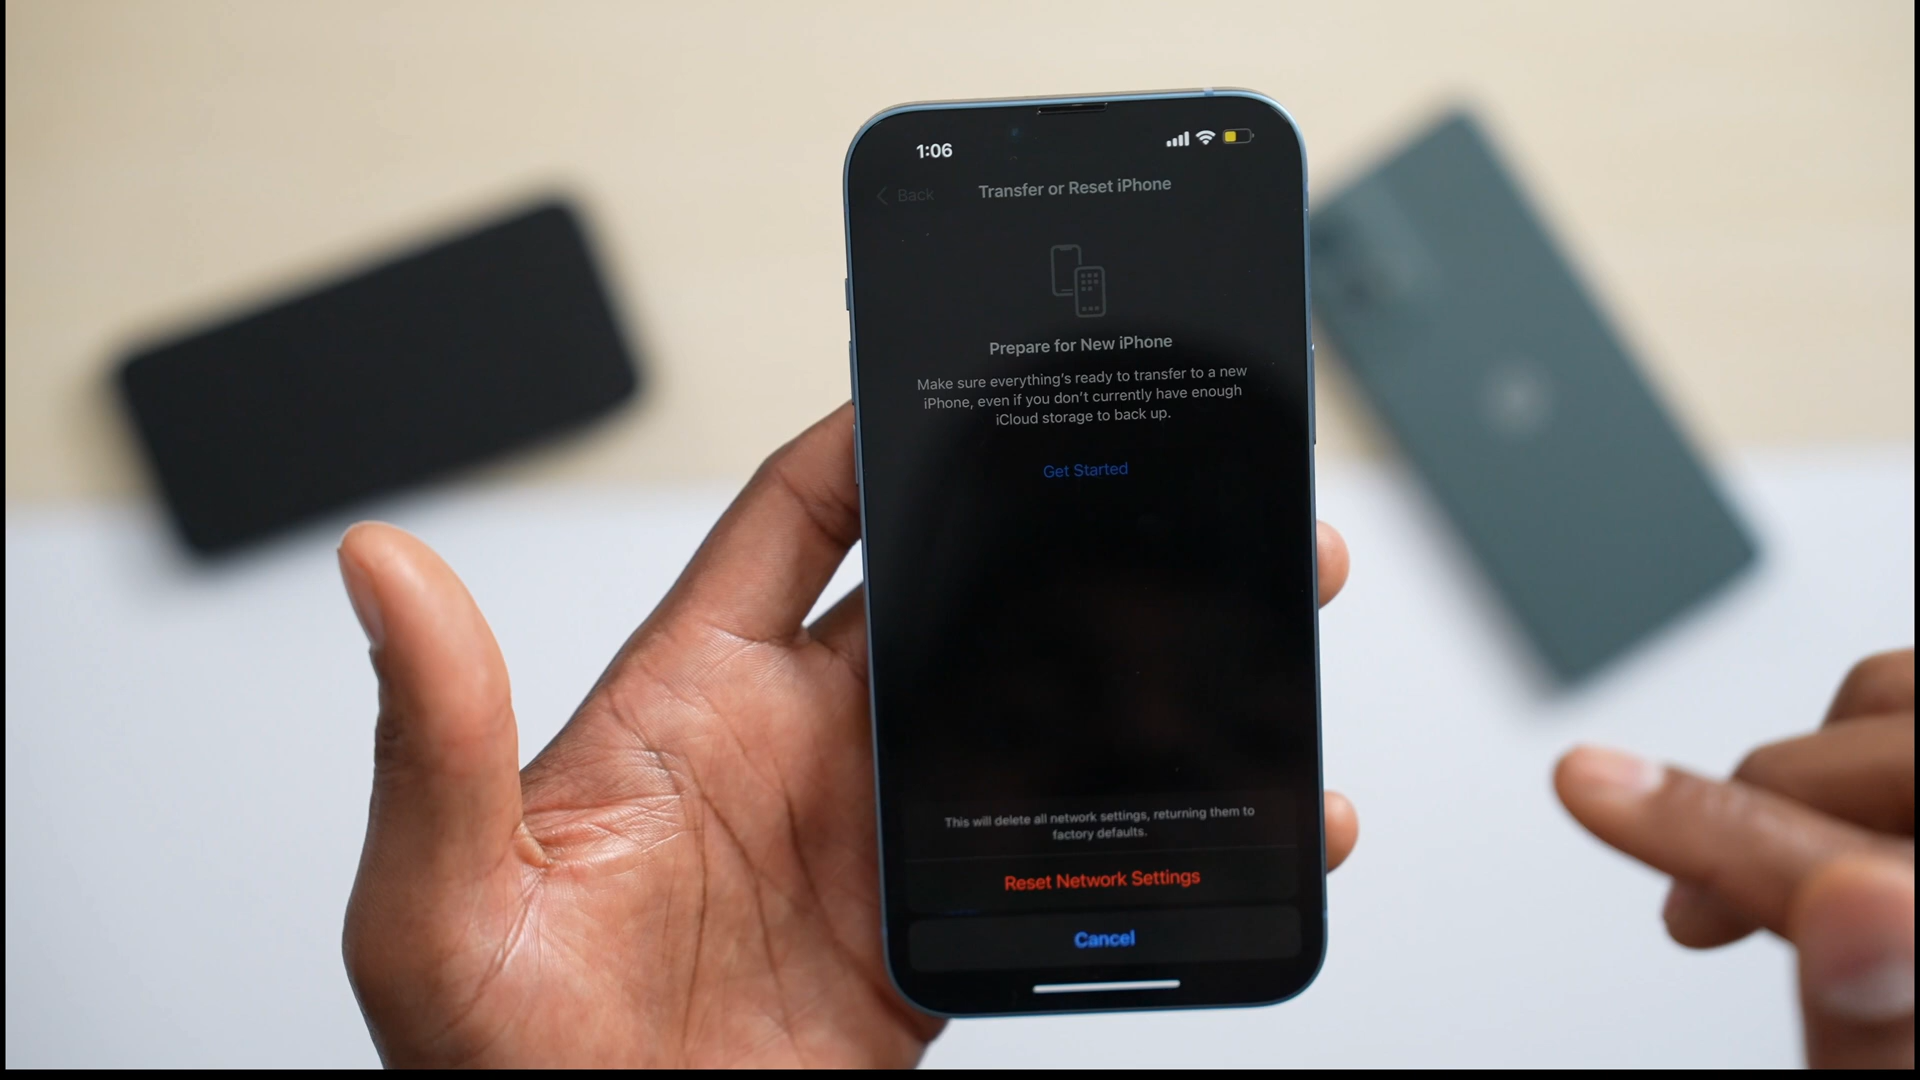 1:06
Back
Transfer or Reset iPhone
Prepare for New iPhone
Make sure everything's ready to transfer to a new
iPhone, even if you don't currently have enough
iCloud storage to back up.
Get Started
This will delete all network settings, returning them to
factory defaults.
Reset Network Settings
Cancel